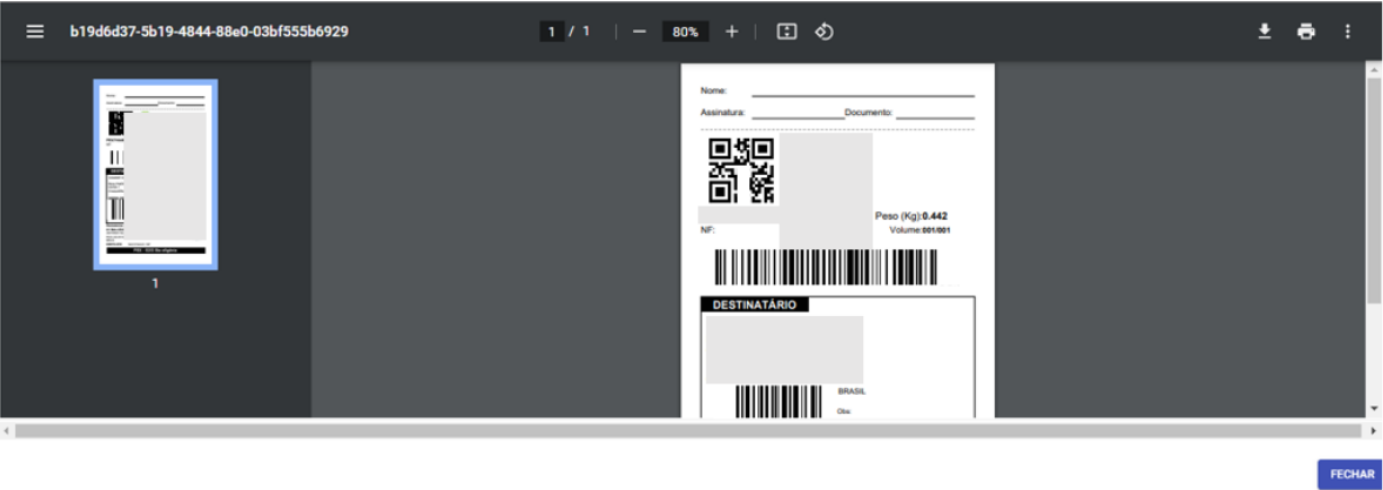 b19d6d37-5b19-4844-88e0-03bf555b6929
1 / 1
80%
1
Nome:
Assinatura: Documento:
Peso (Kg):0.442
NF: Volume:001/001
DESTINATÁRIO
BRASIL
Obs:
FECHAR